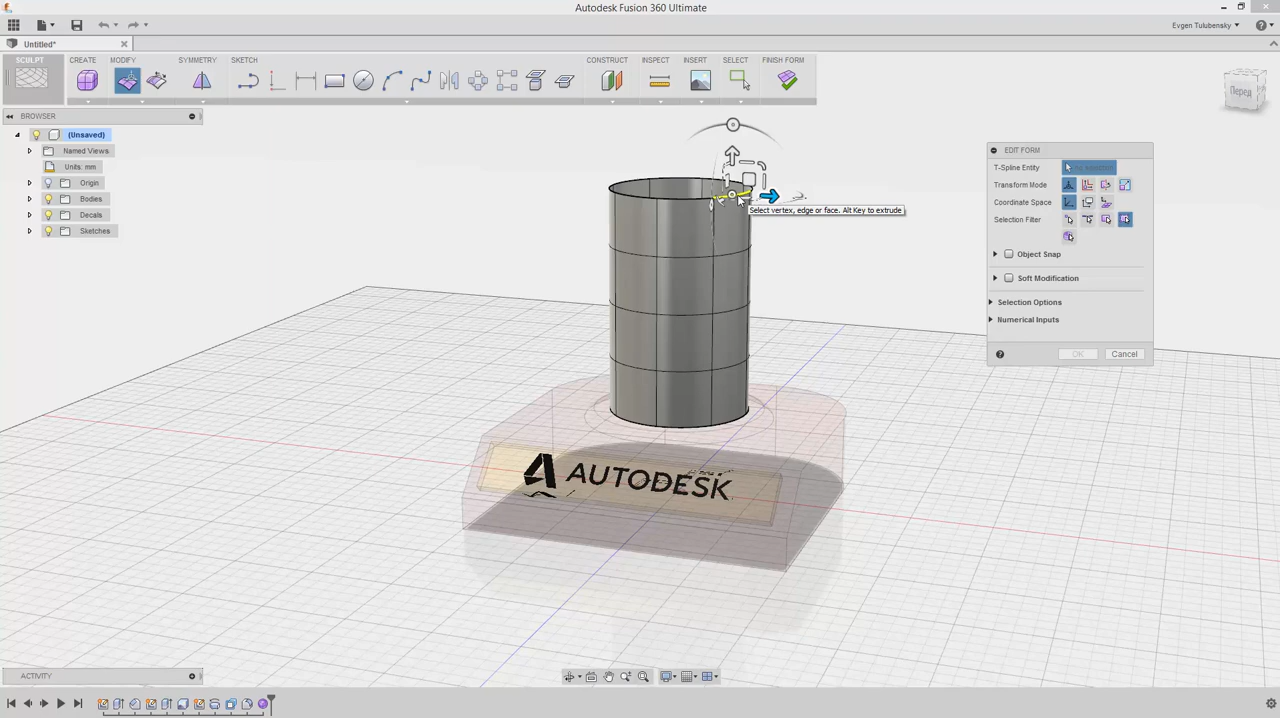 Autodesk Fusion 360 Ultimate
Evgen Tulubensky
Untitled*
SCULPT
CREATE
MODIFY
SYMMETRY
SKETCH
CONSTRUCT
INSPECT
INSERT
SELECT
FINISH FORM
BROWSER
(Unsaved)
Named Views
Units: mm
Origin
Bodies
Decals
Sketches
Перед
Select vertex, edge or face. Alt Key to extrude
EDIT FORM
T-Spline Entity
Transform Mode
Coordinate Space
Selection Filter
Object Snap
Soft Modification
Selection Options
Numerical Inputs
OK
Cancel
AUTODESK
ACTIVITY